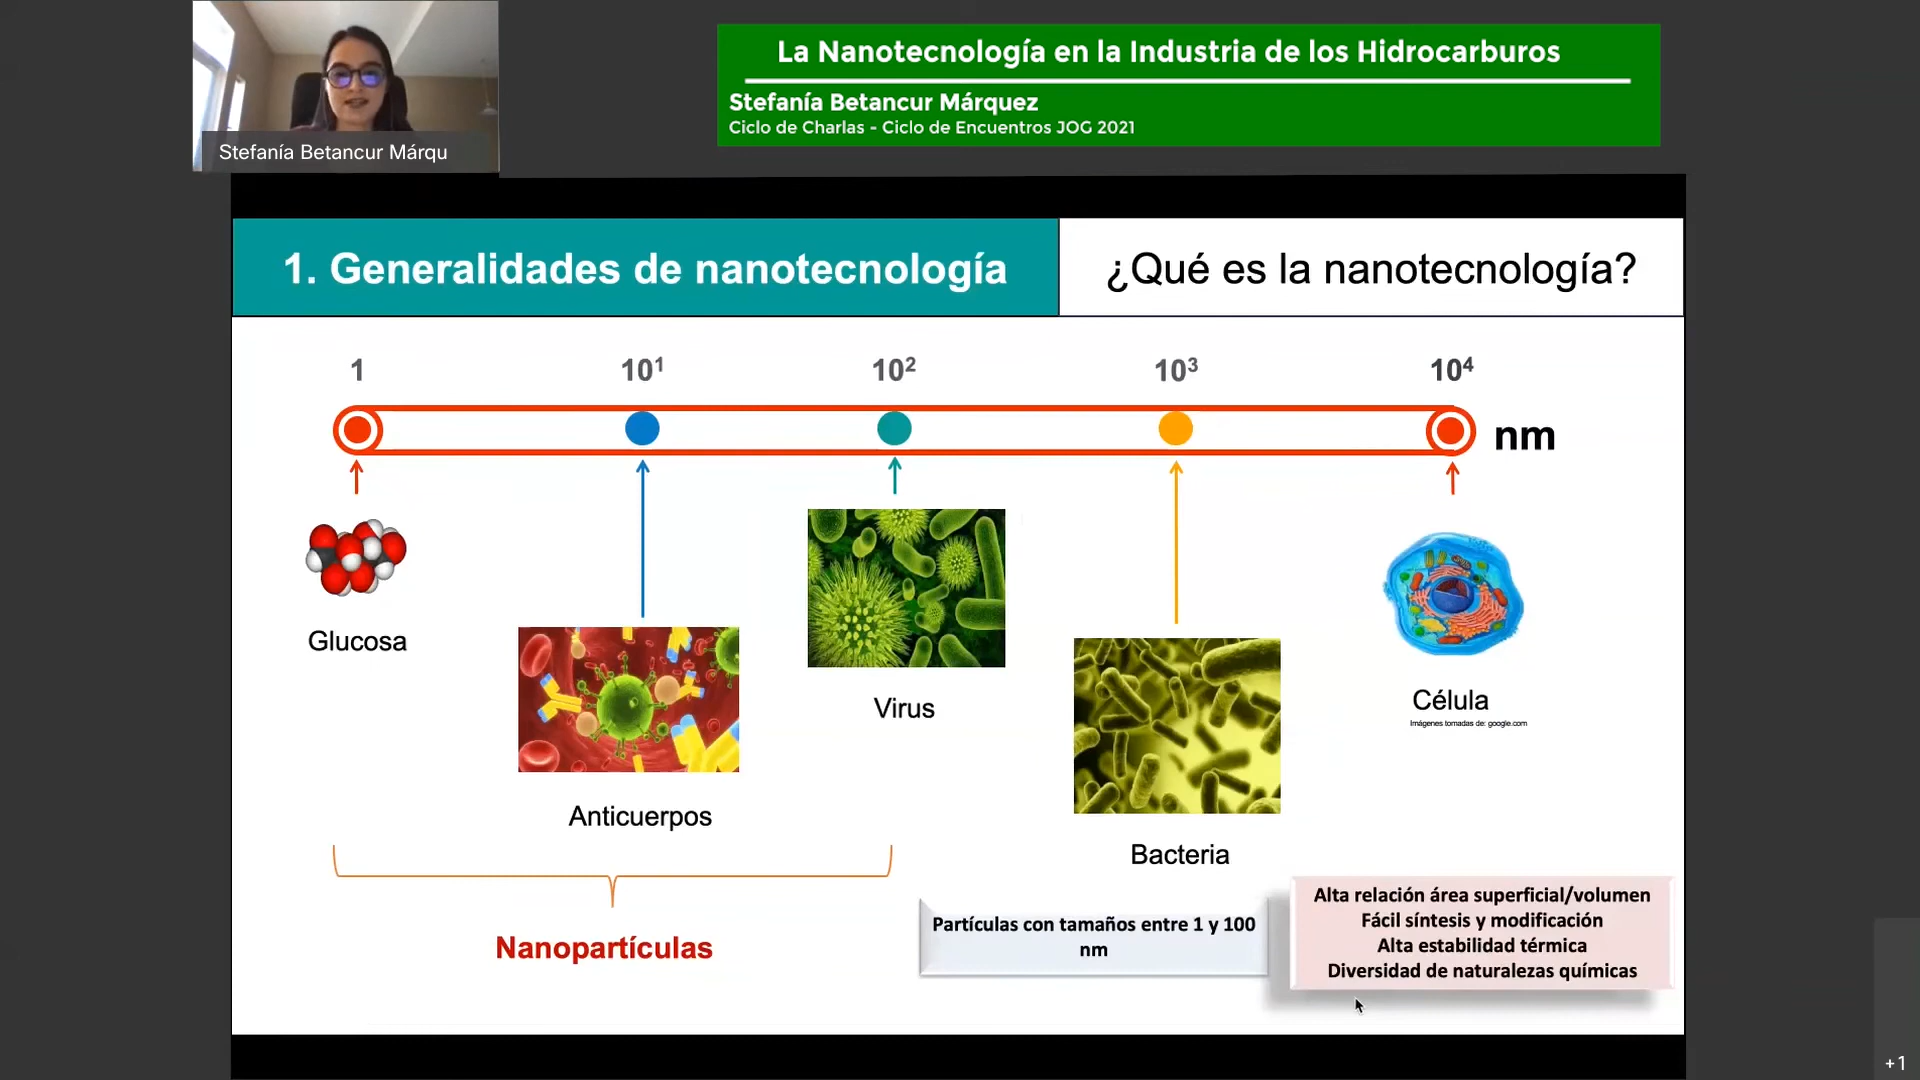 La Nanotecnología en la Industria de los Hidrocarburos
Stefanía Betancur Márquez
Ciclo de Charlas - Ciclo de Encuentros JOG 2021
Stefanía Betancur Márqu
1. Generalidades de nanotecnología
¿Qué es la nanotecnología?
1 10¹ 10² 10³ 10⁴
nm
Glucosa
Anticuerpos
Virus
Bacteria
Célula
Imágenes tomadas de: google.com
Nanopartículas
Partículas con tamaños entre 1 y 100
nm
Alta relación área superficial/volumen
Fácil síntesis y modificación
Alta estabilidad térmica
Diversidad de naturalezas químicas
+1